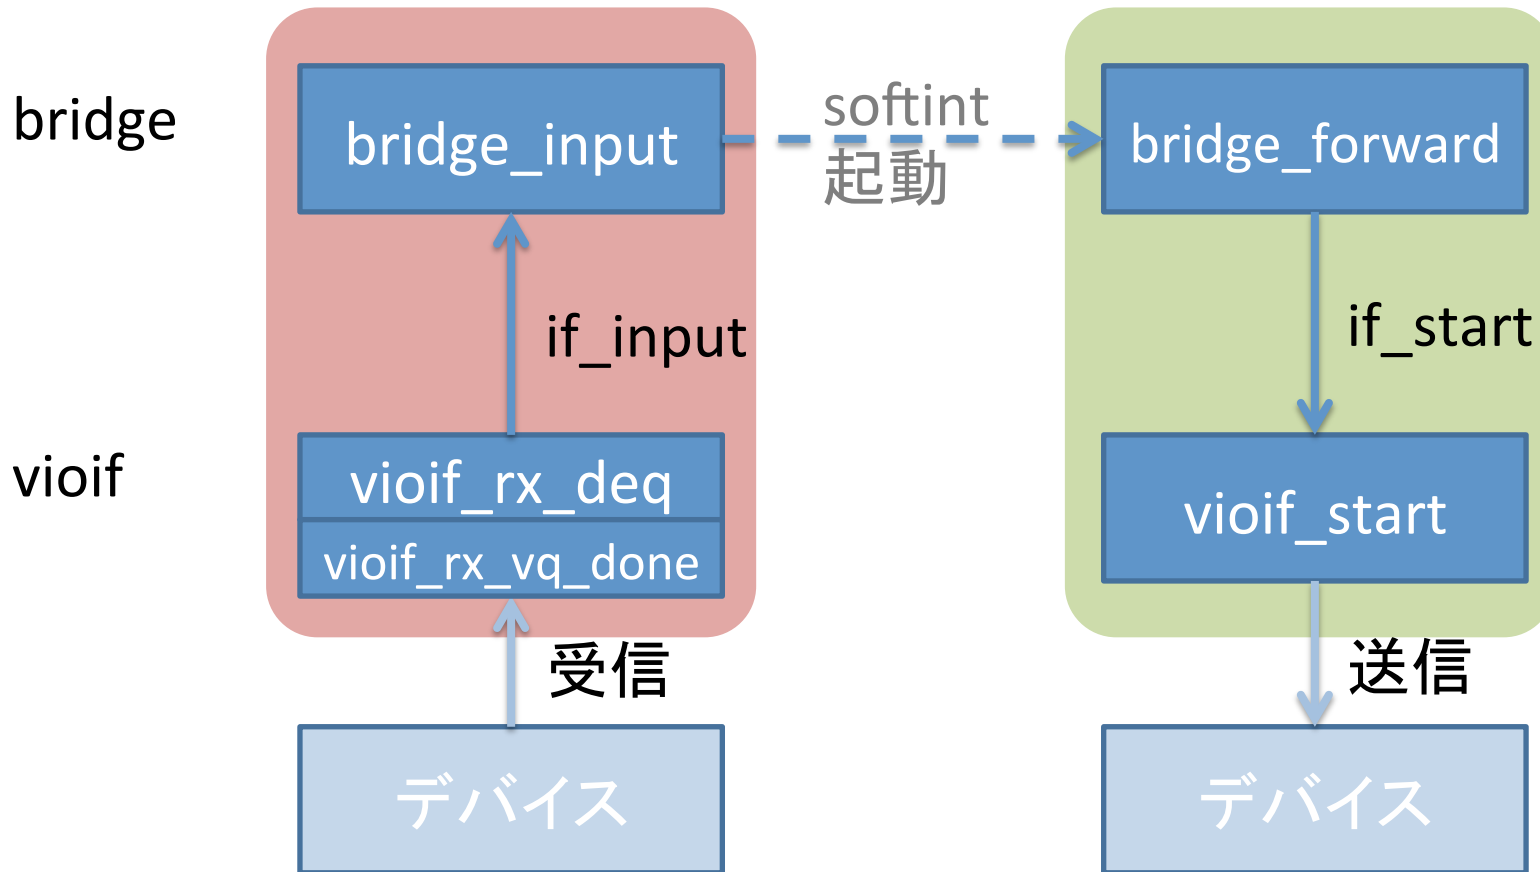 bridge
bridge_input
softint
起動
bridge_forward
if_input
if_start
vioif
vioif_rx_deq
vioif_rx_vq_done
vioif_start
受信
送信
デバイス
デバイス